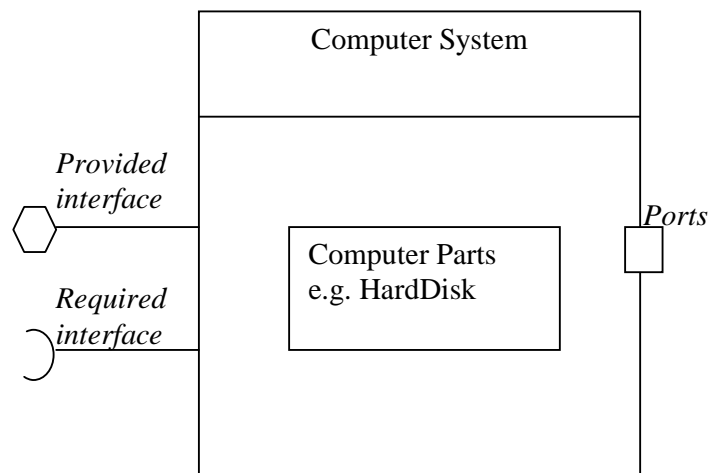 Computer System
Provided
interface
Ports
Computer Parts
e.g. HardDisk
Required
interface